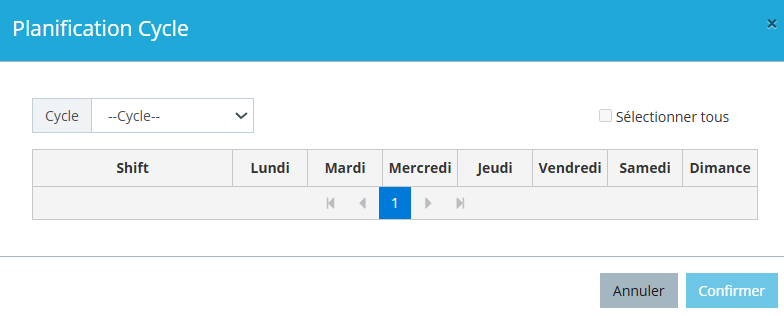 Planification Cycle
×
Cycle --Cycle-- Sélectionner tous
Shift Lundi Mardi Mercredi Jeudi Vendredi Samedi Dimance
1
Annuler Confirmer